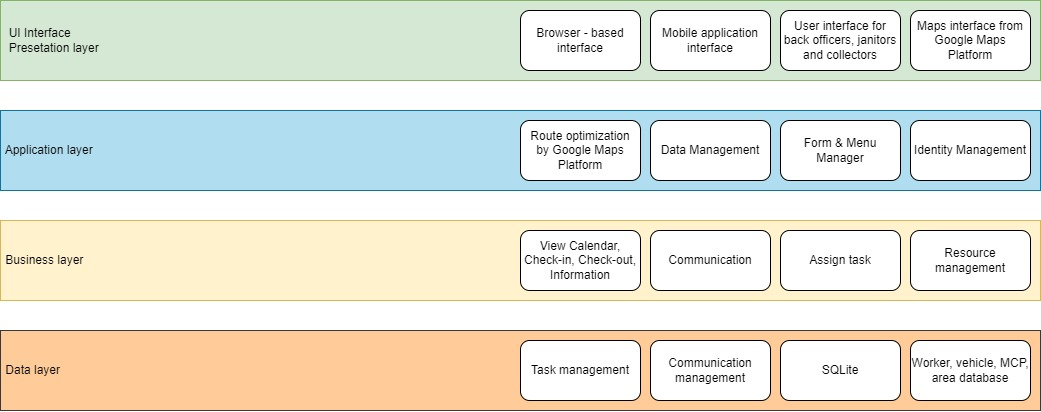 UI Interface
Presetation layer
Browser - based
interface
Mobile application
interface
User interface for
back officers, janitors
and collectors
Maps interface from
Google Maps
Platform
Application layer
Route optimization
by Google Maps
Platform
Data Management
Form & Menu
Manager
Identity Management
Business layer
View Calendar,
Check-in, Check-out,
Information
Communication
Assign task
Resource
management
Data layer
Task management
Communication
management
SQLite
Worker, vehicle, MCP,
area database